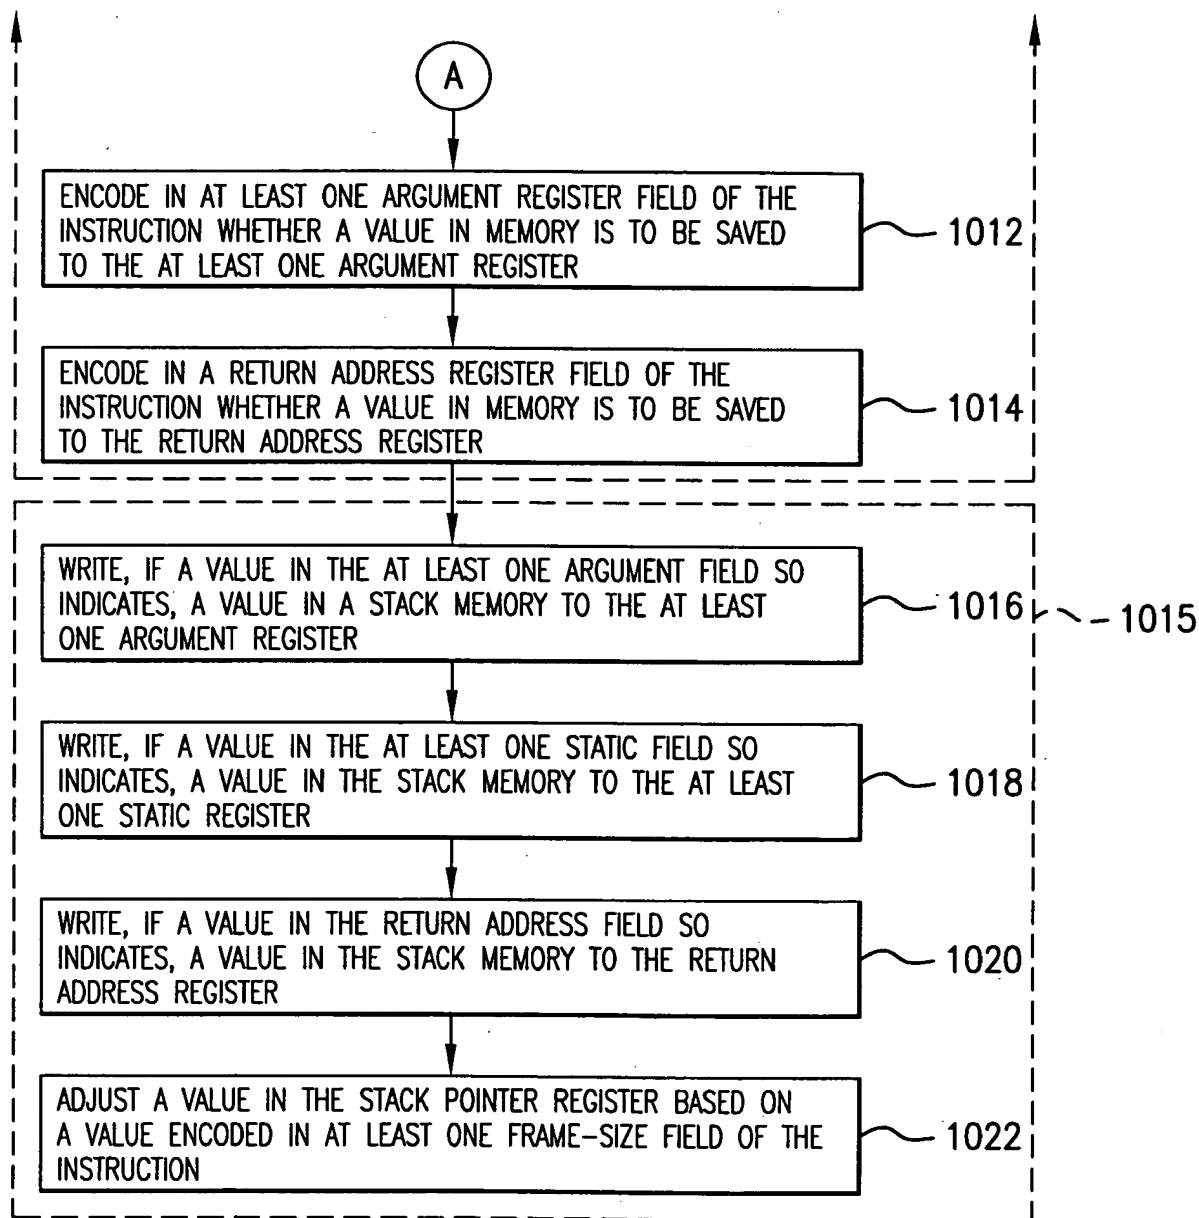 A
ENCODE IN AT LEAST ONE ARGUMENT REGISTER FIELD OF THE
INSTRUCTION WHETHER A VALUE IN MEMORY IS TO BE SAVED
TO THE AT LEAST ONE ARGUMENT REGISTER
1012
ENCODE IN A RETURN ADDRESS REGISTER FIELD OF THE
INSTRUCTION WHETHER A VALUE IN MEMORY IS TO BE SAVED
TO THE RETURN ADDRESS REGISTER
1014
WRITE, IF A VALUE IN THE AT LEAST ONE ARGUMENT FIELD SO
INDICATES, A VALUE IN A STACK MEMORY TO THE AT LEAST
ONE ARGUMENT REGISTER
1016
1015
WRITE, IF A VALUE IN THE AT LEAST ONE STATIC FIELD SO
INDICATES, A VALUE IN THE STACK MEMORY TO THE AT LEAST
ONE STATIC REGISTER
1018
WRITE, IF A VALUE IN THE RETURN ADDRESS FIELD SO
INDICATES, A VALUE IN THE STACK MEMORY TO THE RETURN
ADDRESS REGISTER
1020
ADJUST A VALUE IN THE STACK POINTER REGISTER BASED ON
A VALUE ENCODED IN AT LEAST ONE FRAME-SIZE FIELD OF THE
INSTRUCTION
1022